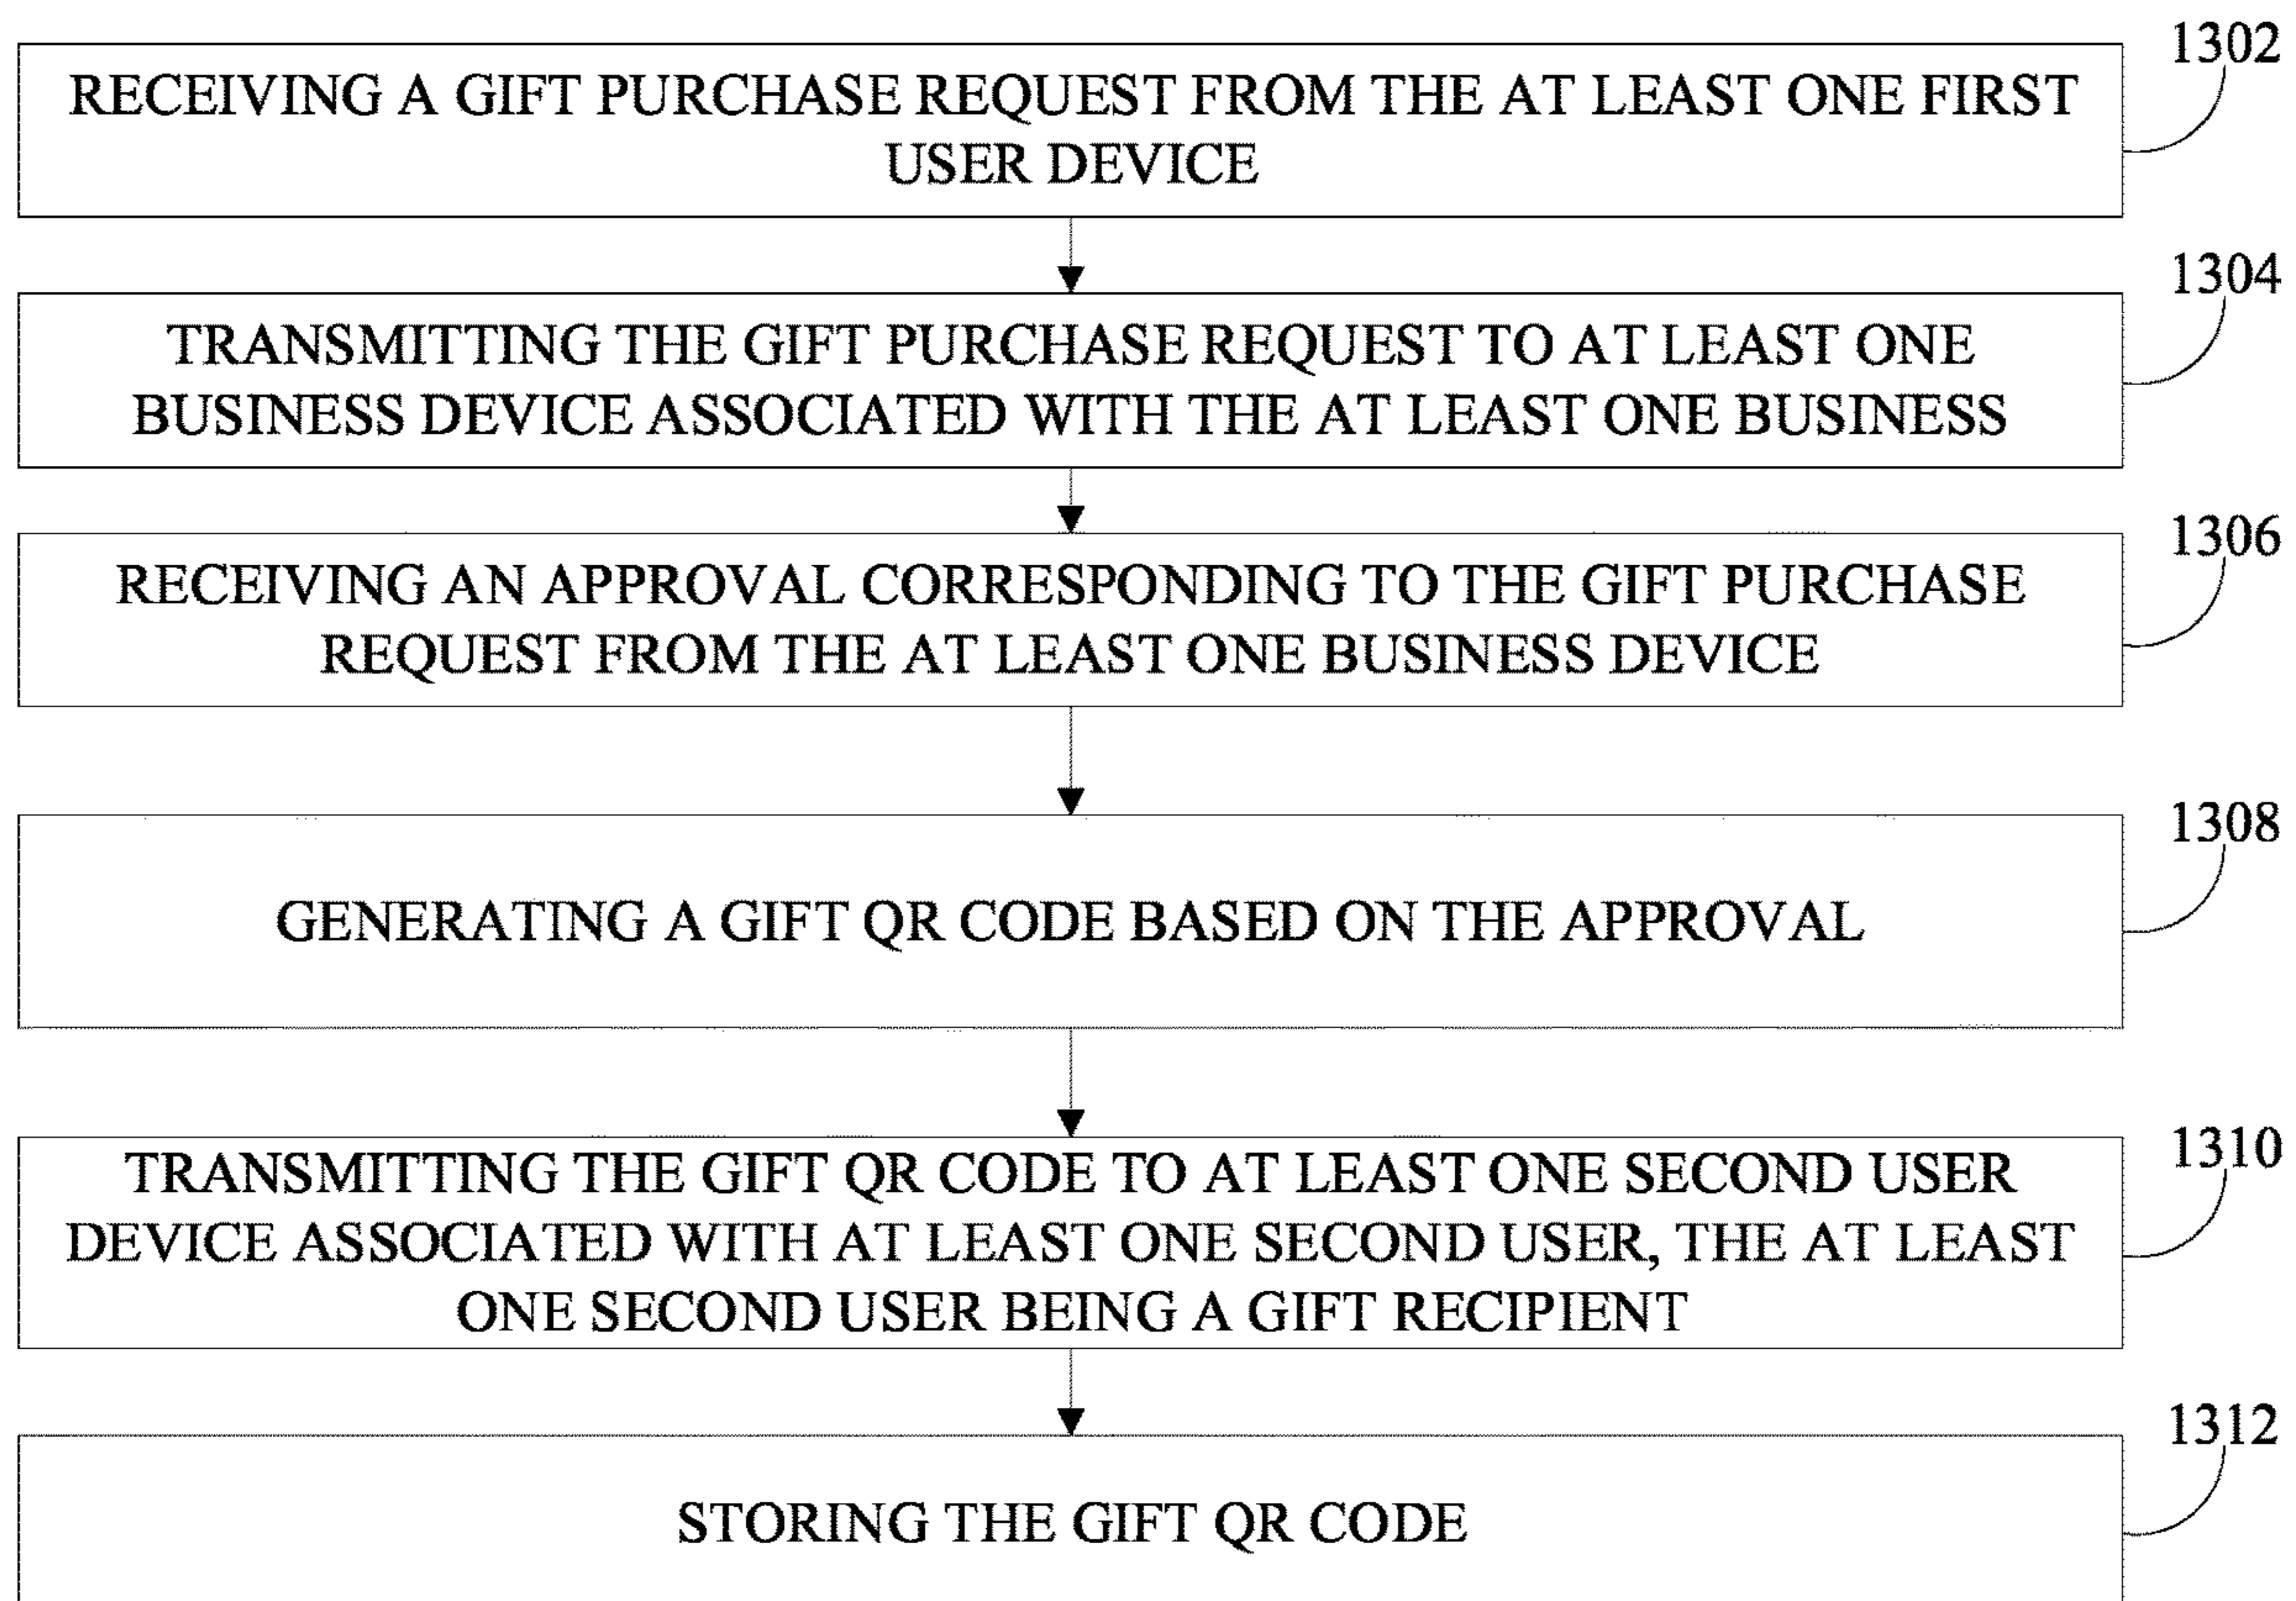 1302
RECEIVING A GIFT PURCHASE REQUEST FROM THE AT LEAST ONE FIRST
USER DEVICE
1304
TRANSMITTING THE GIFT PURCHASE REQUEST TO AT LEAST ONE
BUSINESS DEVICE ASSOCIATED WITH THE AT LEAST ONE BUSINESS
1306
RECEIVING AN APPROVAL CORRESPONDING TO THE GIFT PURCHASE
REQUEST FROM THE AT LEAST ONE BUSINESS DEVICE
1308
GENERATING A GIFT QR CODE BASED ON THE APPROVAL
1310
TRANSMITTING THE GIFT QR CODE TO AT LEAST ONE SECOND USER
DEVICE ASSOCIATED WITH AT LEAST ONE SECOND USER, THE AT LEAST
ONE SECOND USER BEING A GIFT RECIPIENT
1312
STORING THE GIFT QR CODE